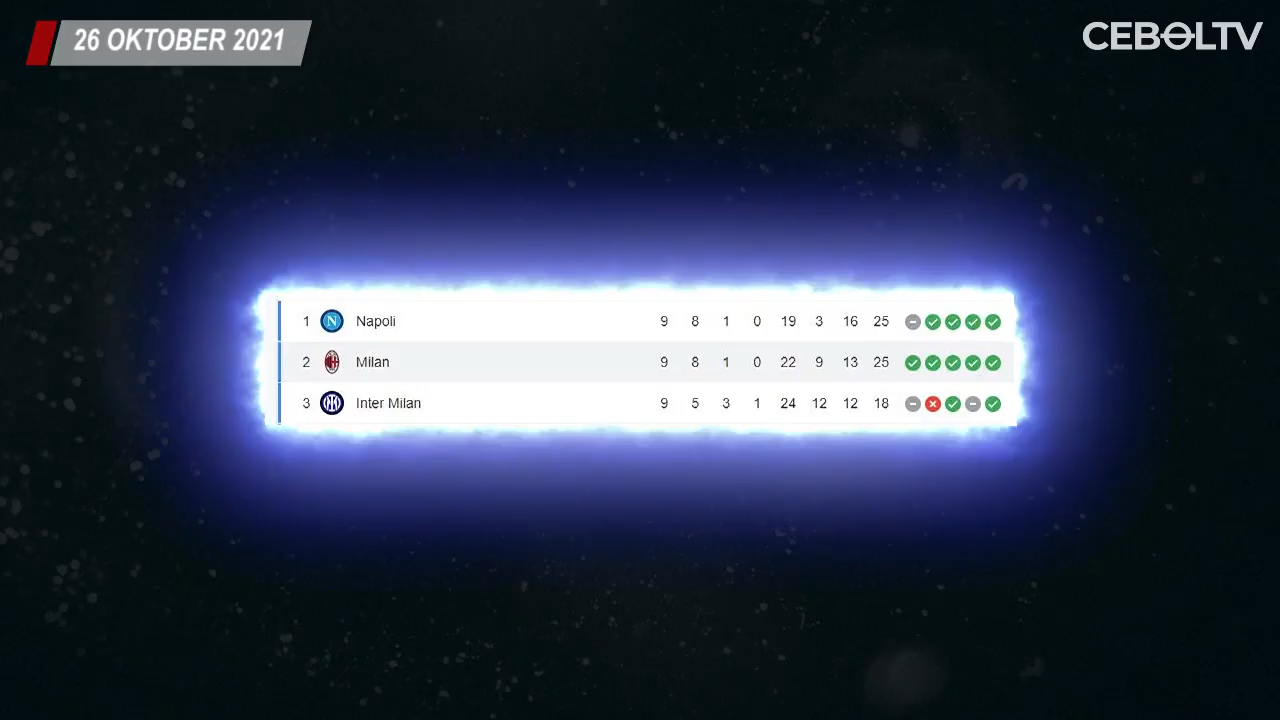 26 OKTOBER 2021
CEBOLTV
1 Napoli 9 8 1 0 19 3 16 25
2 Milan 9 8 1 0 22 9 13 25
3 Inter Milan 9 5 3 1 24 12 12 18